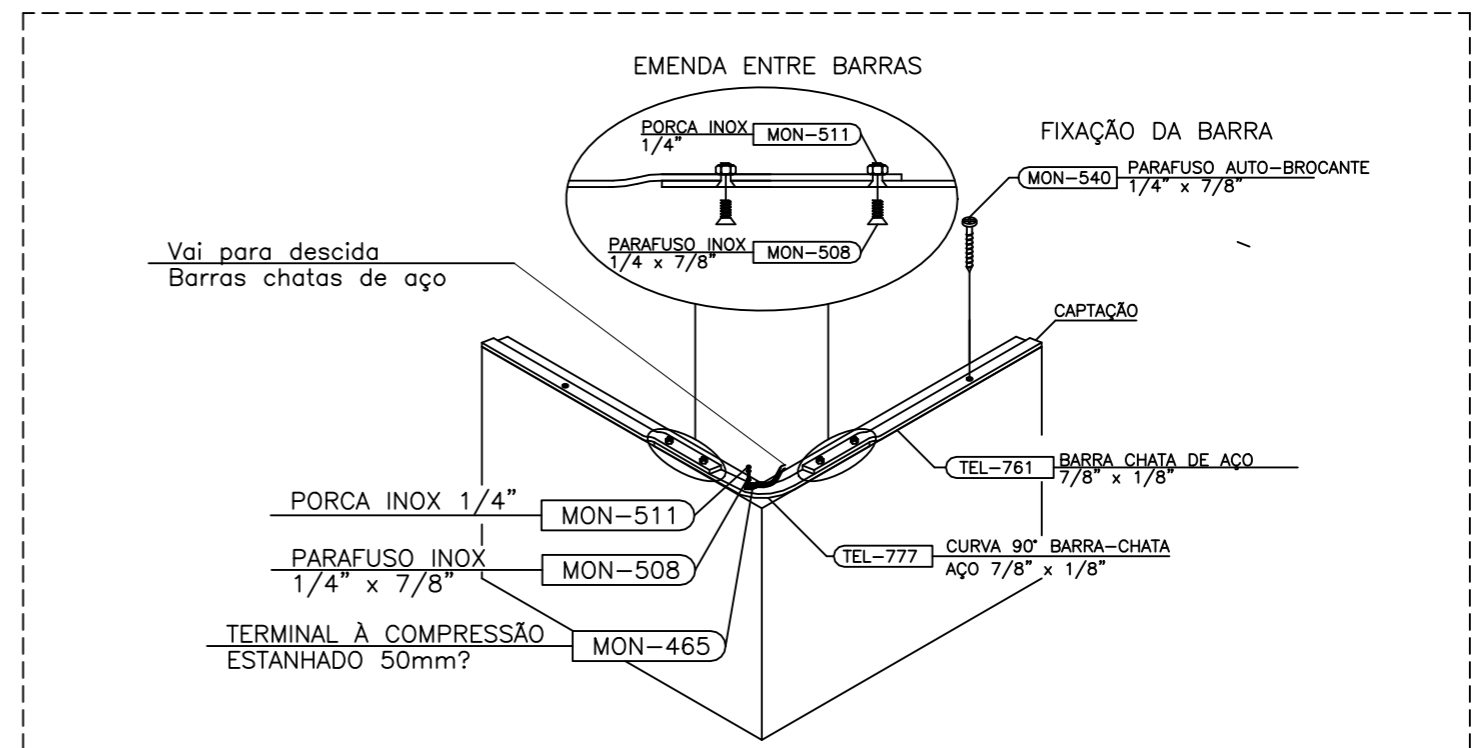 EMENDA ENTRE BARRAS
PORCA INOX
1/4"
MON-511
PARAFUSO INOX
1/4 x 7/8"
MON-508
FIXAÇÃO DA BARRA
MON-540
PARAFUSO AUTO-BROCANTE
1/4" x 7/8"
Vai para descida
Barras chatas de aço
CAPTAÇÃO
TEL-761
BARRA CHATA DE AÇO
7/8" x 1/8"
PORCA INOX 1/4"
MON-511
TEL-777
CURVA 90° BARRA-CHATA
AÇO 7/8" x 1/8"
PARAFUSO INOX
1/4" x 7/8"
MON-508
TERMINAL À COMPRESSÃO
ESTANHADO 50mm?
MON-465